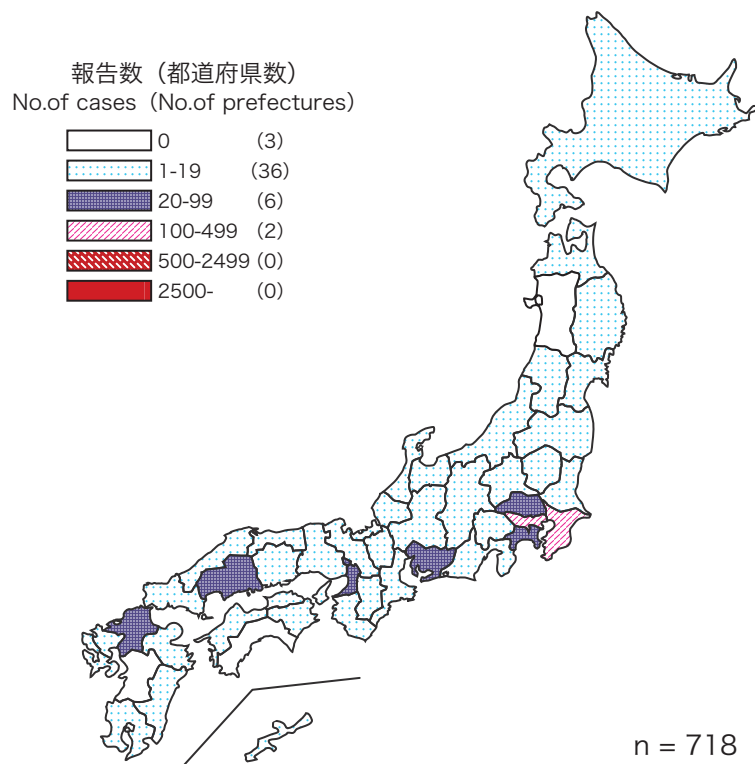 報告数（都道府県数）
No.of cases（No.of prefectures）
0 (3)
1-19 (36)
20-99 (6)
100-499 (2)
500-2499 (0)
2500- (0)
n = 718